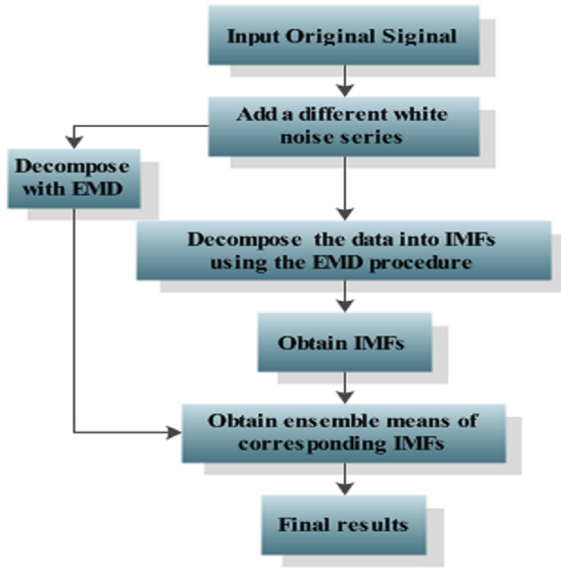 Input Original Siginal
Add a different white
noise series
Decompose
with EMD
Decompose the data into IMFs
using the EMD procedure
Obtain IMFs
Obtain ensemble means of
corresponding IMFs
Final results